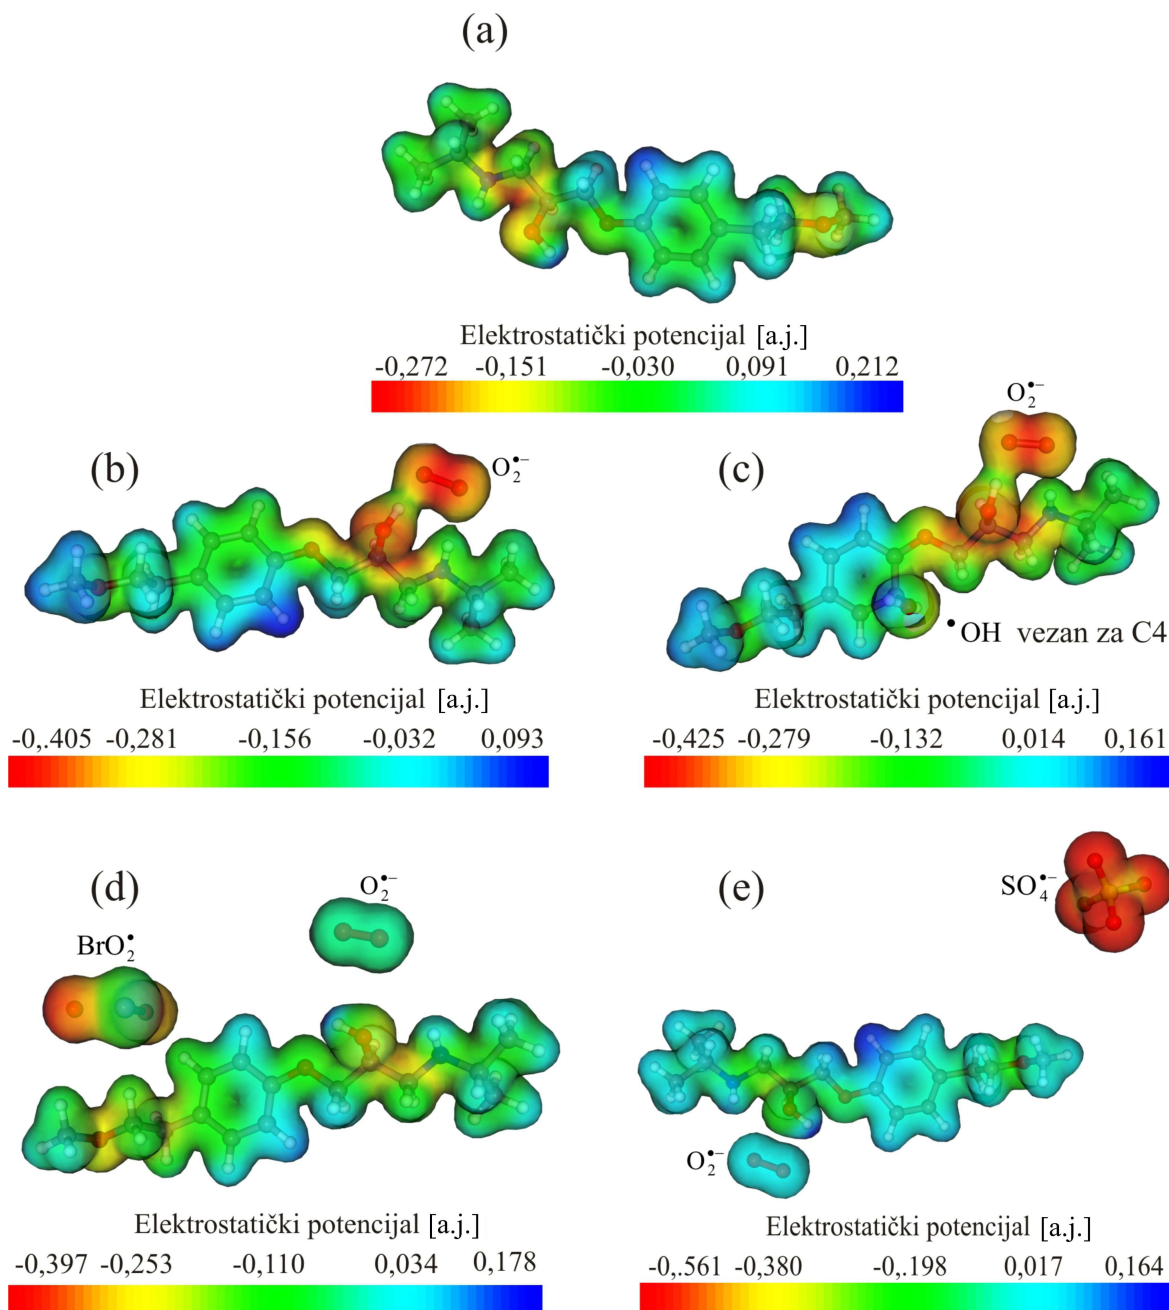 (a)
Elektrostatički potencijal [a.j.]
-0,272 -0,151 -0,030 0,091 0,212
(b)
O₂•−
(c)
O₂•−
•OH vezan za C4
Elektrostatički potencijal [a.j.]
-0,.405 -0,281 -0,156 -0,032 0,093
Elektrostatički potencijal [a.j.]
-0,425 -0,279 -0,132 0,014 0,161
(d)
BrO₂•
O₂•−
(e)
SO₄•−
O₂•−
Elektrostatički potencijal [a.j.]
-0,397 -0,253 -0,110 0,034 0,178
Elektrostatički potencijal [a.j.]
-0,.561 -0,.380 -0,.198 0,017 0,164